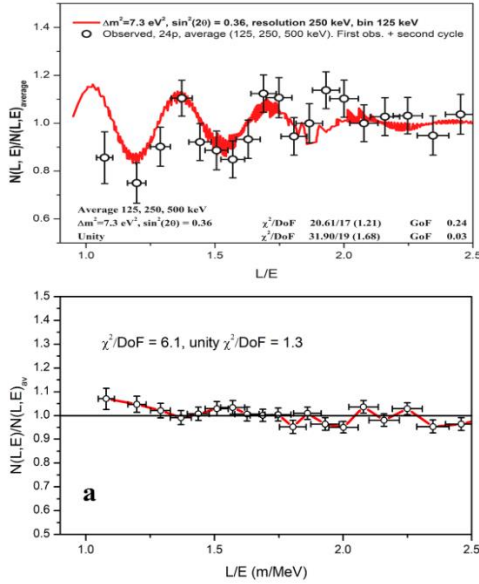 Δm²=7.3 eV², sin²(2θ) = 0.36, resolution 250 keV, bin 125 keV
Observed, 24p, average (125, 250, 500 keV). First obs. + second cycle
N(L, E)/N(L,E)average
1.4
1.2
1.0
0.8
0.6
Average 125, 250, 500 keV
Δm²=7.3 eV², sin²(2θ) = 0.36 χ²/DoF 20.61/17 (1.21) GoF 0.24
Unity χ²/DoF 31.90/19 (1.68) GoF 0.03
1.0 1.5 2.0 2.5
L/E
N(L,E)/N(L,E)av
1.5
1.4
1.3
1.2
1.1
1.0
0.9
0.8
0.7
0.6
0.5
χ²/DoF = 6.1, unity χ²/DoF = 1.3
a
1.0 1.5 2.0 2.5
L/E (m/MeV)